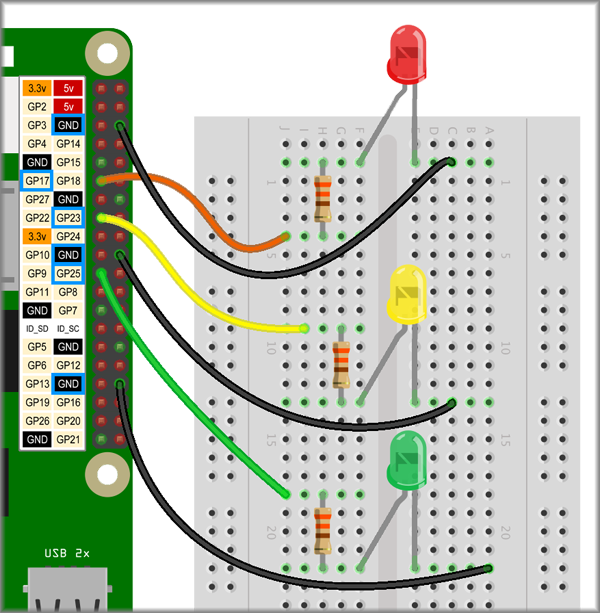 3.3v 5v
GP2 5v
GP3 GND
GP4 GP14
GND GP15
GP17 GP18
GP27 GND
GP22 GP23
3.3v GP24
GP10 GND
GP9 GP25
GP11 GP8
GND GP7
ID_SD ID_SC
GP5 GND
GP6 GP12
GP13 GND
GP19 GP16
GP26 GP20
GND GP21
USB 2x
J I H G F E D C B A
1 1
5 5
10 10
15 15
20 20